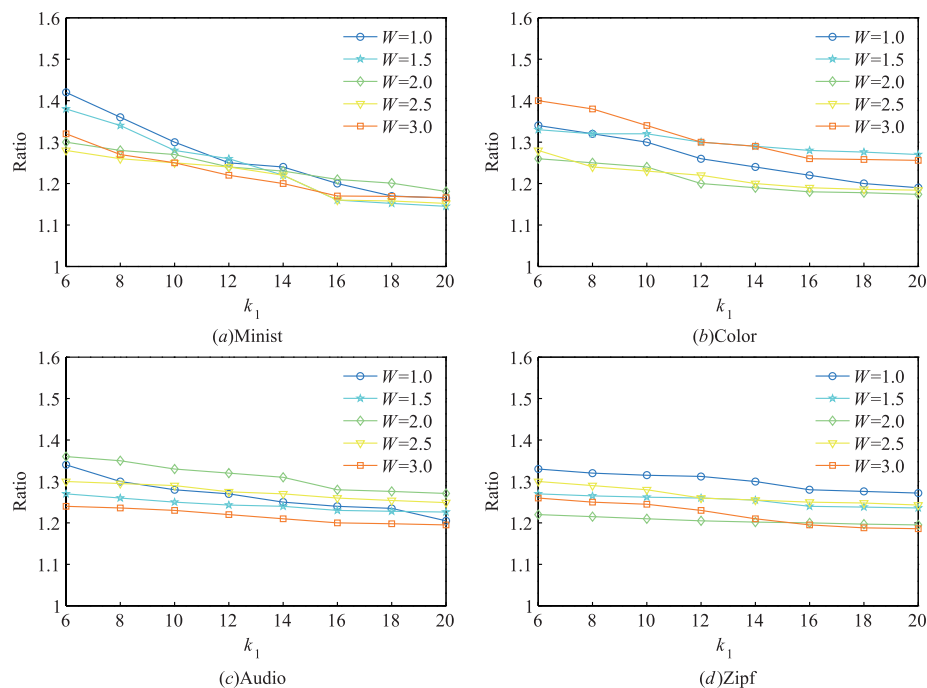 1.6
1.5
1.4
1.3
1.2
1.1
1
Ratio
W=1.0
W=1.5
W=2.0
W=2.5
W=3.0
6 8 10 12 14 16 18 20
k1
(a)Minist
1.6
1.5
1.4
1.3
1.2
1.1
1
Ratio
W=1.0
W=1.5
W=2.0
W=2.5
W=3.0
6 8 10 12 14 16 18 20
k1
(b)Color
1.6
1.5
1.4
1.3
1.2
1.1
1
Ratio
W=1.0
W=1.5
W=2.0
W=2.5
W=3.0
6 8 10 12 14 16 18 20
k1
(c)Audio
1.6
1.5
1.4
1.3
1.2
1.1
1
Ratio
W=1.0
W=1.5
W=2.0
W=2.5
W=3.0
6 8 10 12 14 16 18 20
k1
(d)Zipf